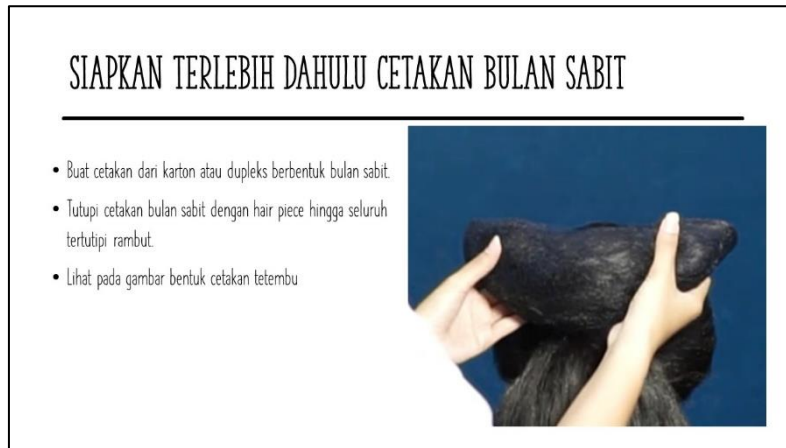 SIAPKAN TERLEBIH DAHULU CETAKAN BULAN SABIT
• Buat cetakan dari karton atau dupleks berbentuk bulan sabit.
• Tutupi cetakan bulan sabit dengan hair piece hingga seluruh
tertutipi rambut.
• Lihat pada gambar bentuk cetakan tetembu